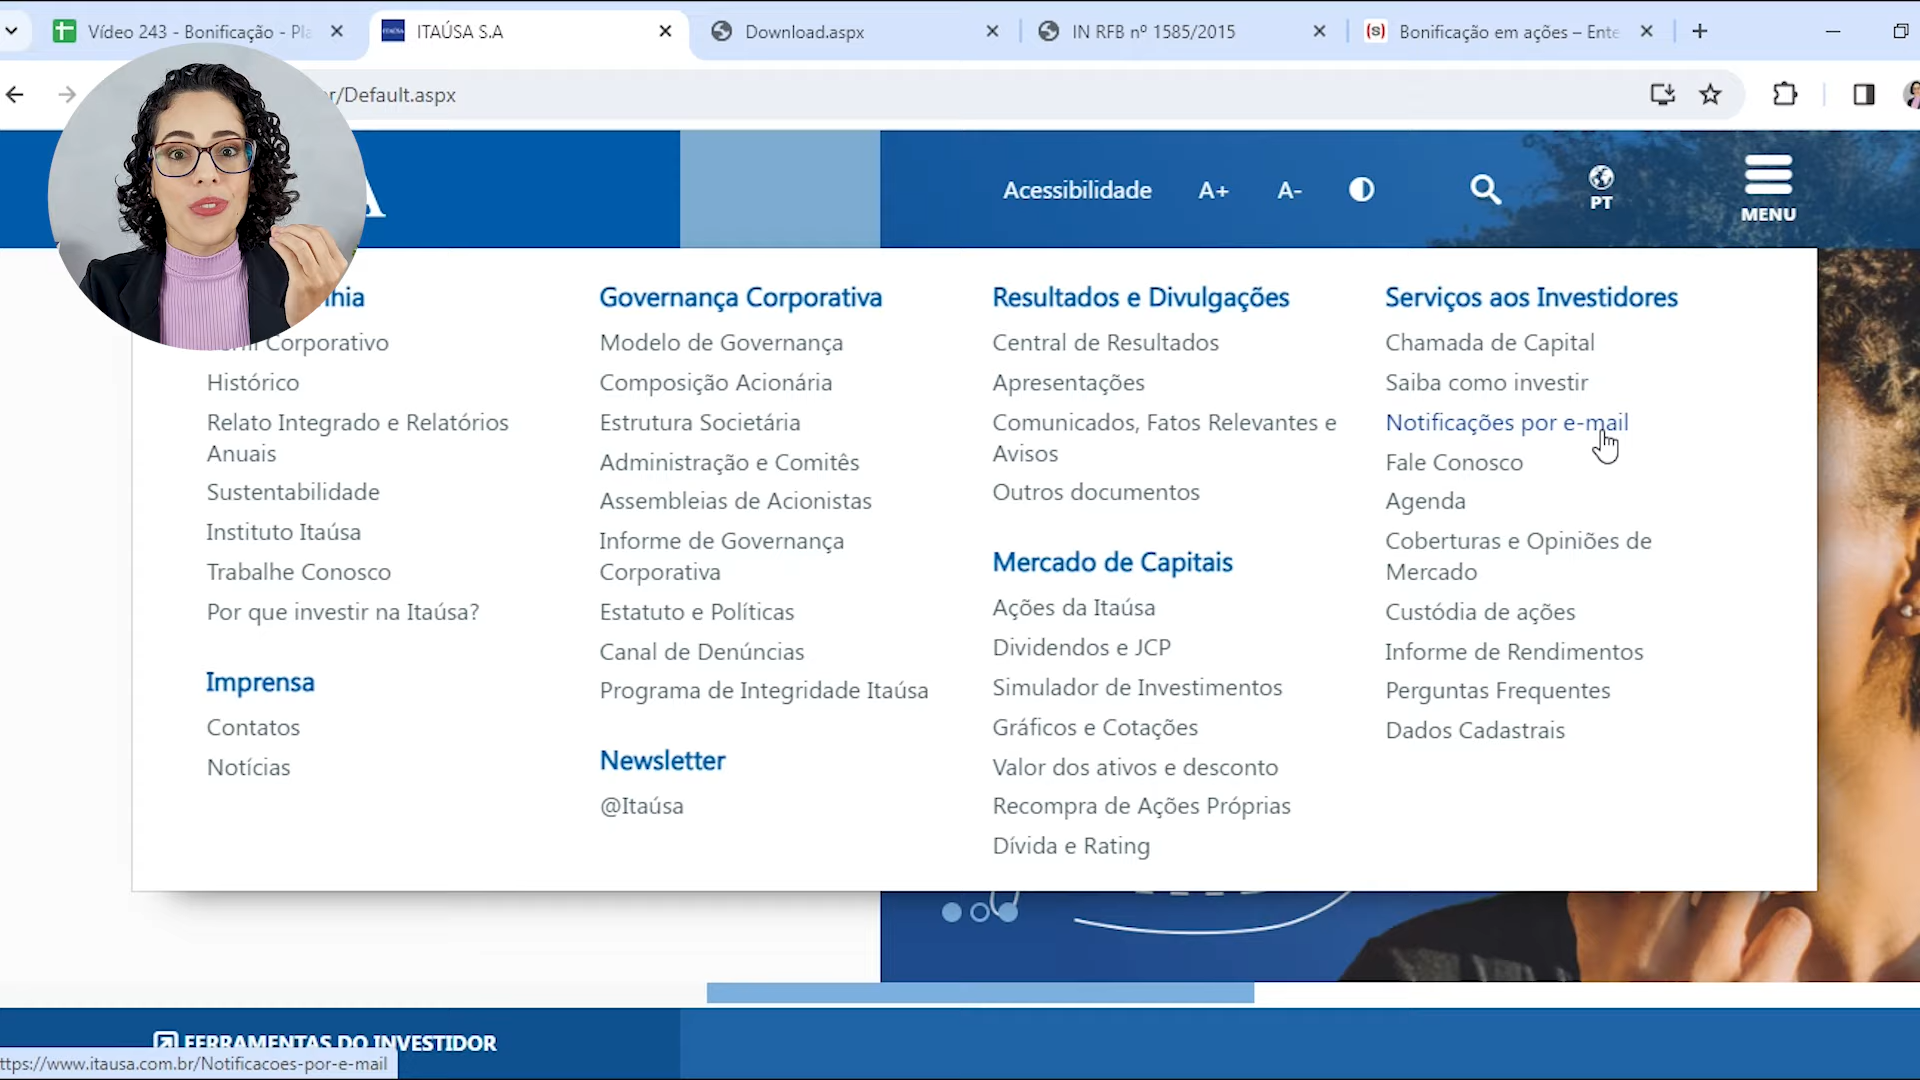 Vídeo 243 - Bonificação - Pla
ITAÚSA S.A
Download.aspx
IN RFB nº 1585/2015
(s) Bonificação em ações – Ente
r/Default.aspx
A
Acessibilidade
A+
A-
PT
MENU
hia
Perfil Corporativo
Histórico
Relato Integrado e Relatórios
Anuais
Sustentabilidade
Instituto Itaúsa
Trabalhe Conosco
Por que investir na Itaúsa?
Imprensa
Contatos
Notícias
Governança Corporativa
Modelo de Governança
Composição Acionária
Estrutura Societária
Administração e Comitês
Assembleias de Acionistas
Informe de Governança
Corporativa
Estatuto e Políticas
Canal de Denúncias
Programa de Integridade Itaúsa
Newsletter
@Itaúsa
Resultados e Divulgações
Central de Resultados
Apresentações
Comunicados, Fatos Relevantes e
Avisos
Outros documentos
Mercado de Capitais
Ações da Itaúsa
Dividendos e JCP
Simulador de Investimentos
Gráficos e Cotações
Valor dos ativos e desconto
Recompra de Ações Próprias
Dívida e Rating
Serviços aos Investidores
Chamada de Capital
Saiba como investir
Notificações por e-mail
Fale Conosco
Agenda
Coberturas e Opiniões de
Mercado
Custódia de ações
Informe de Rendimentos
Perguntas Frequentes
Dados Cadastrais
FERRAMENTAS DO INVESTIDOR
ttps://www.itausa.com.br/Notificacoes-por-e-mail